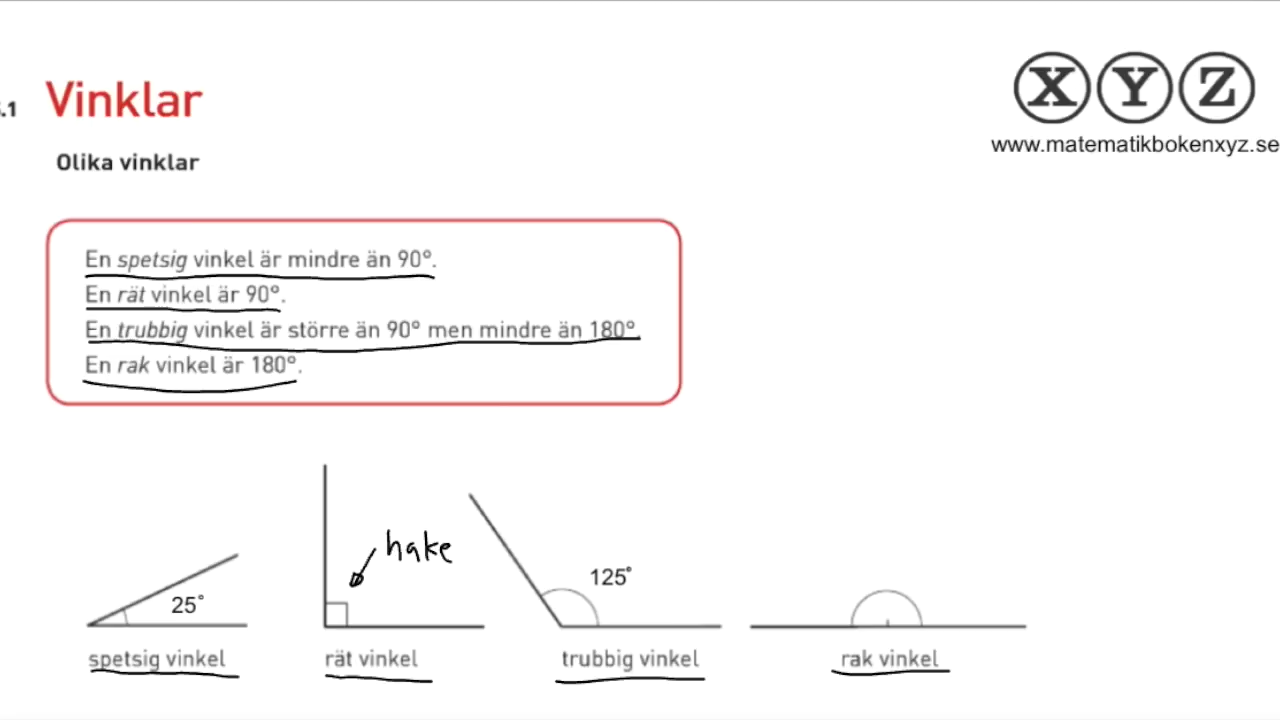 .1 Vinklar
X Y Z
www.matematikbokenxyz.se
Olika vinklar
En spetsig vinkel är mindre än 90°.
En rät vinkel är 90°.
En trubbig vinkel är större än 90° men mindre än 180°.
En rak vinkel är 180°.
hake
25°
125°
spetsig vinkel
rät vinkel
trubbig vinkel
rak vinkel